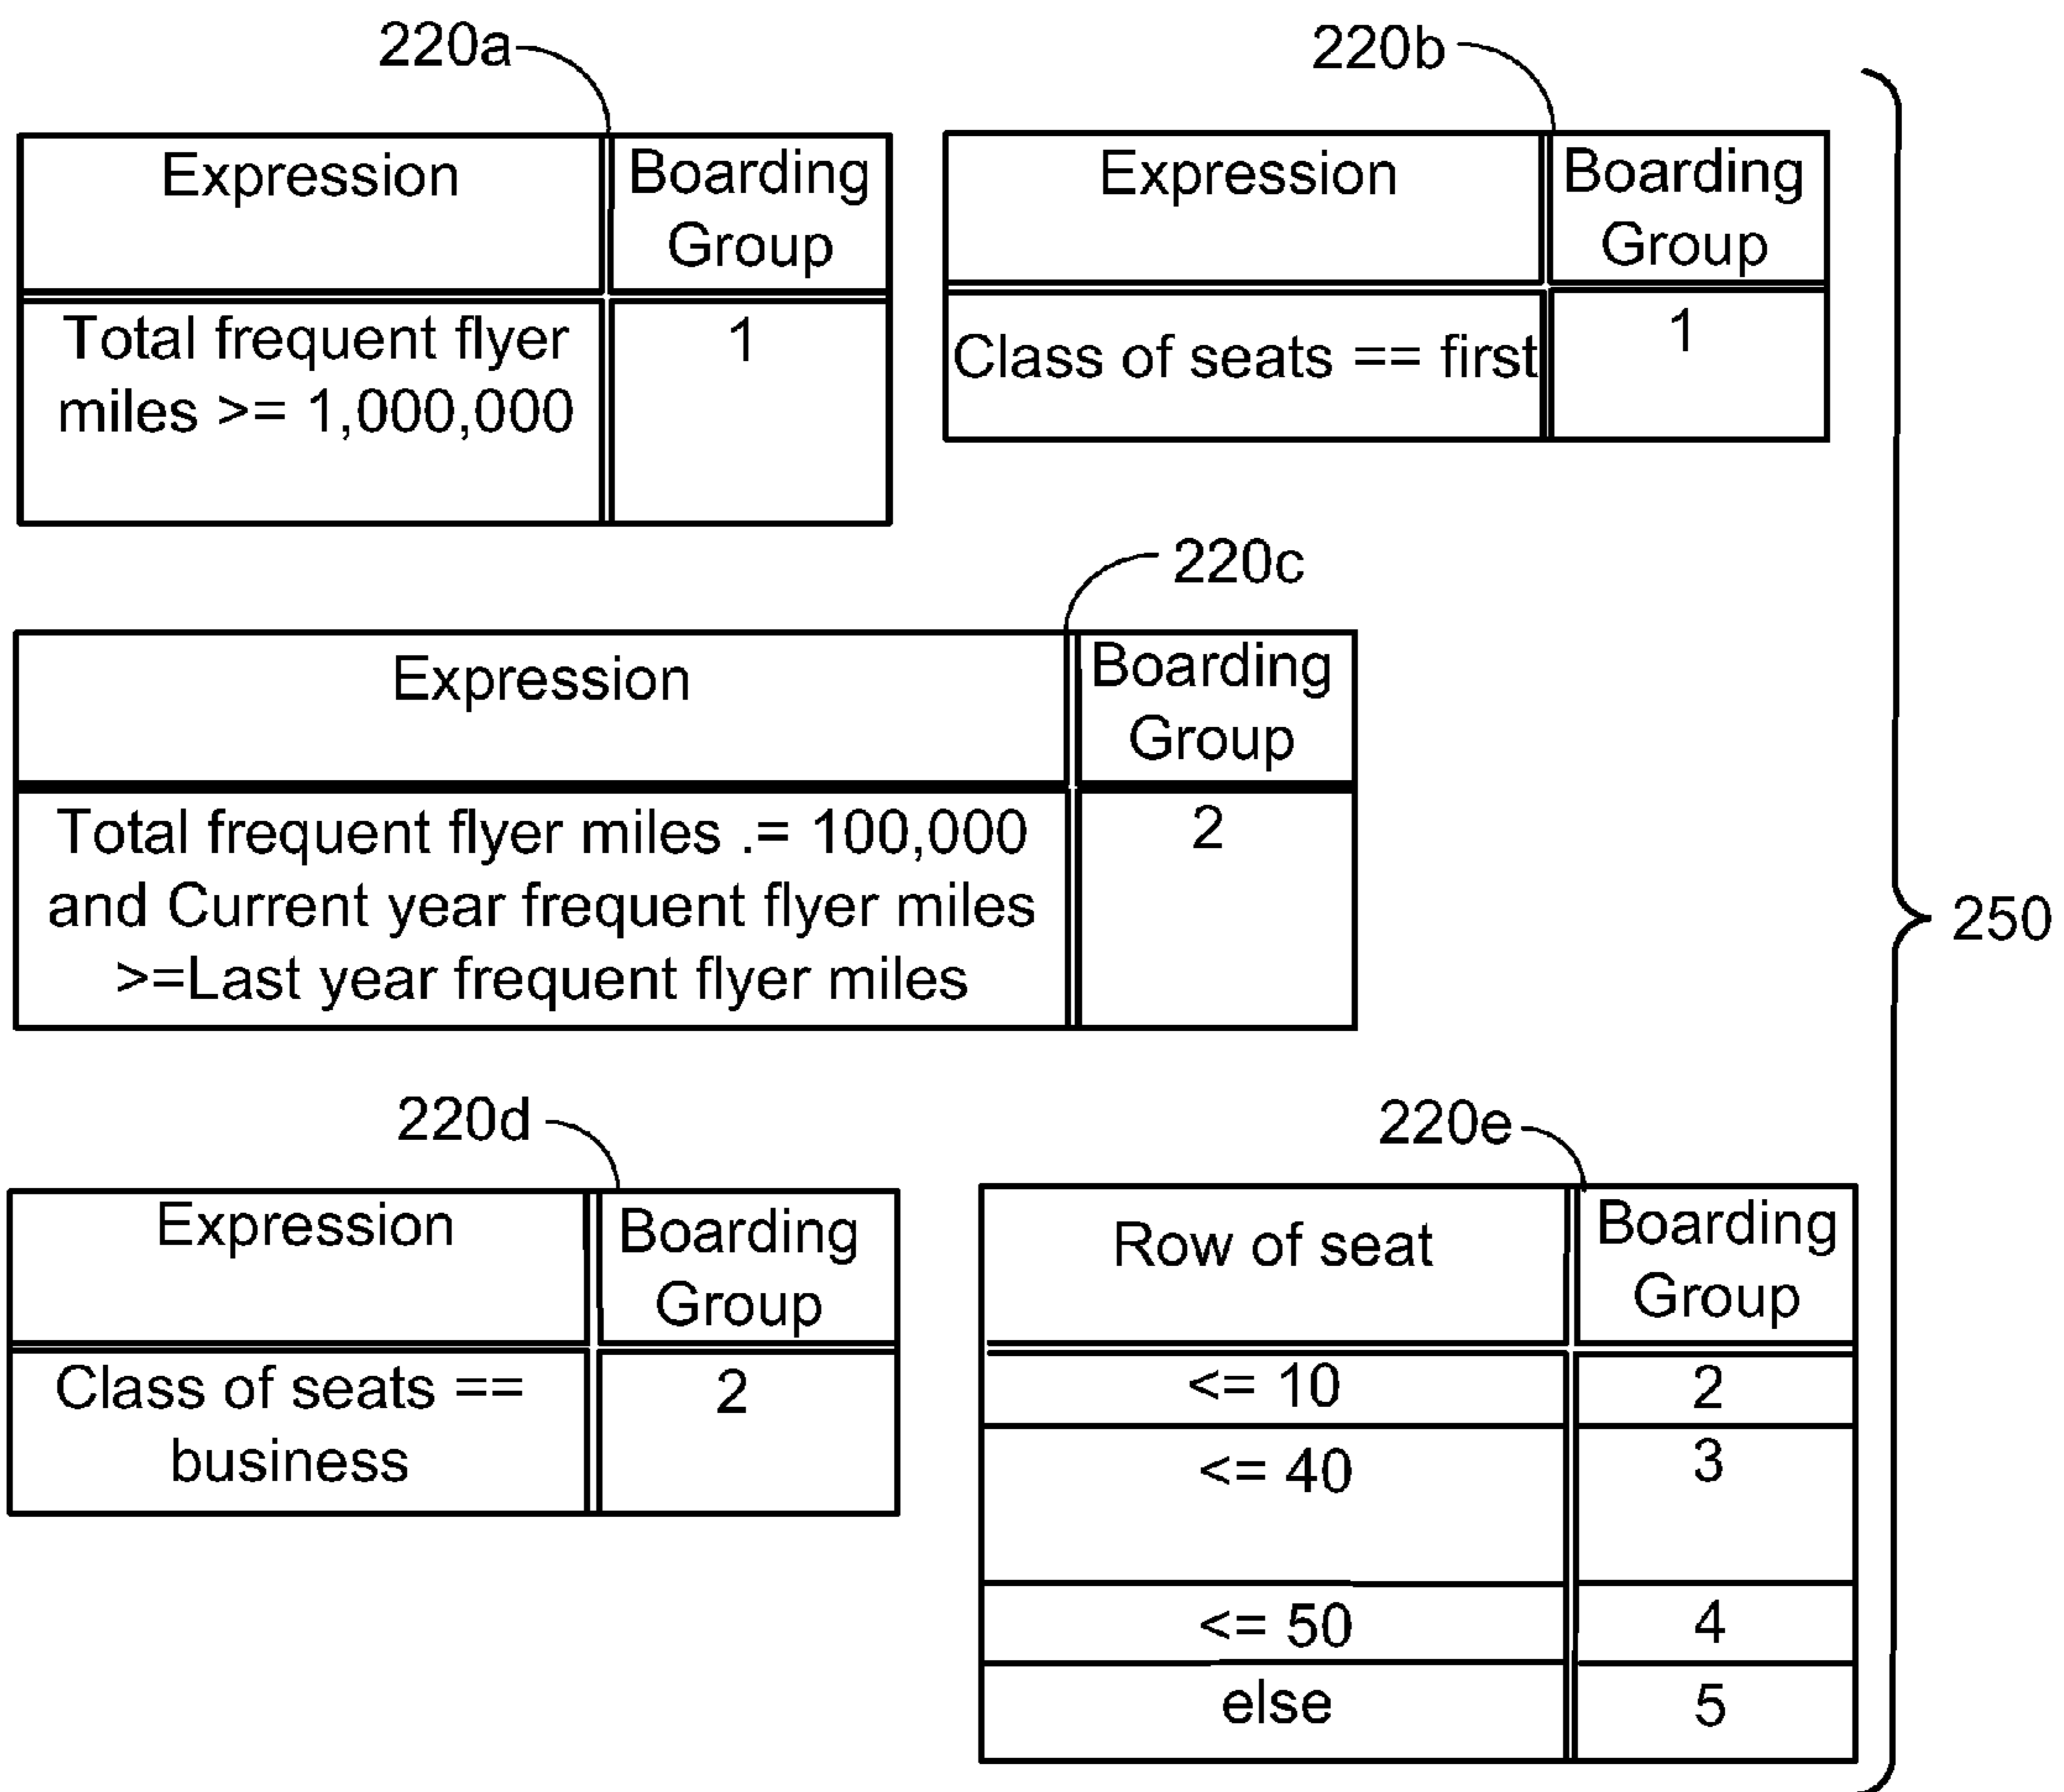 220a
Expression
Boarding
Group
Total frequent flyer
miles >= 1,000,000
1
220b
Expression
Boarding
Group
Class of seats == first
1
220c
Expression
Boarding
Group
Total frequent flyer miles .= 100,000
and Current year frequent flyer miles
>=Last year frequent flyer miles
2
250
220d
Expression
Boarding
Group
Class of seats ==
business
2
220e
Row of seat
Boarding
Group
<= 10
2
<= 40
3
<= 50
4
else
5